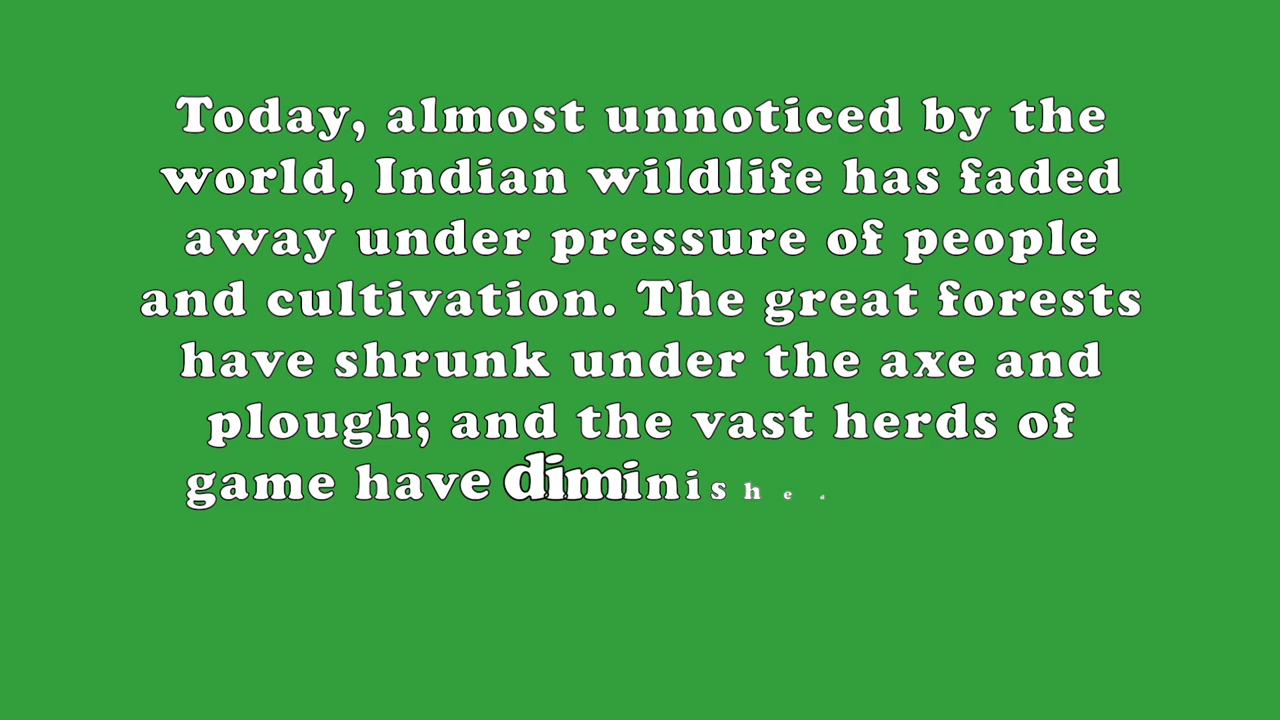 Today, almost unnoticed by the
world, Indian wildlife has faded
away under pressure of people
and cultivation. The great forests
have shrunk under the axe and
plough; and the vast herds of
game have diminished